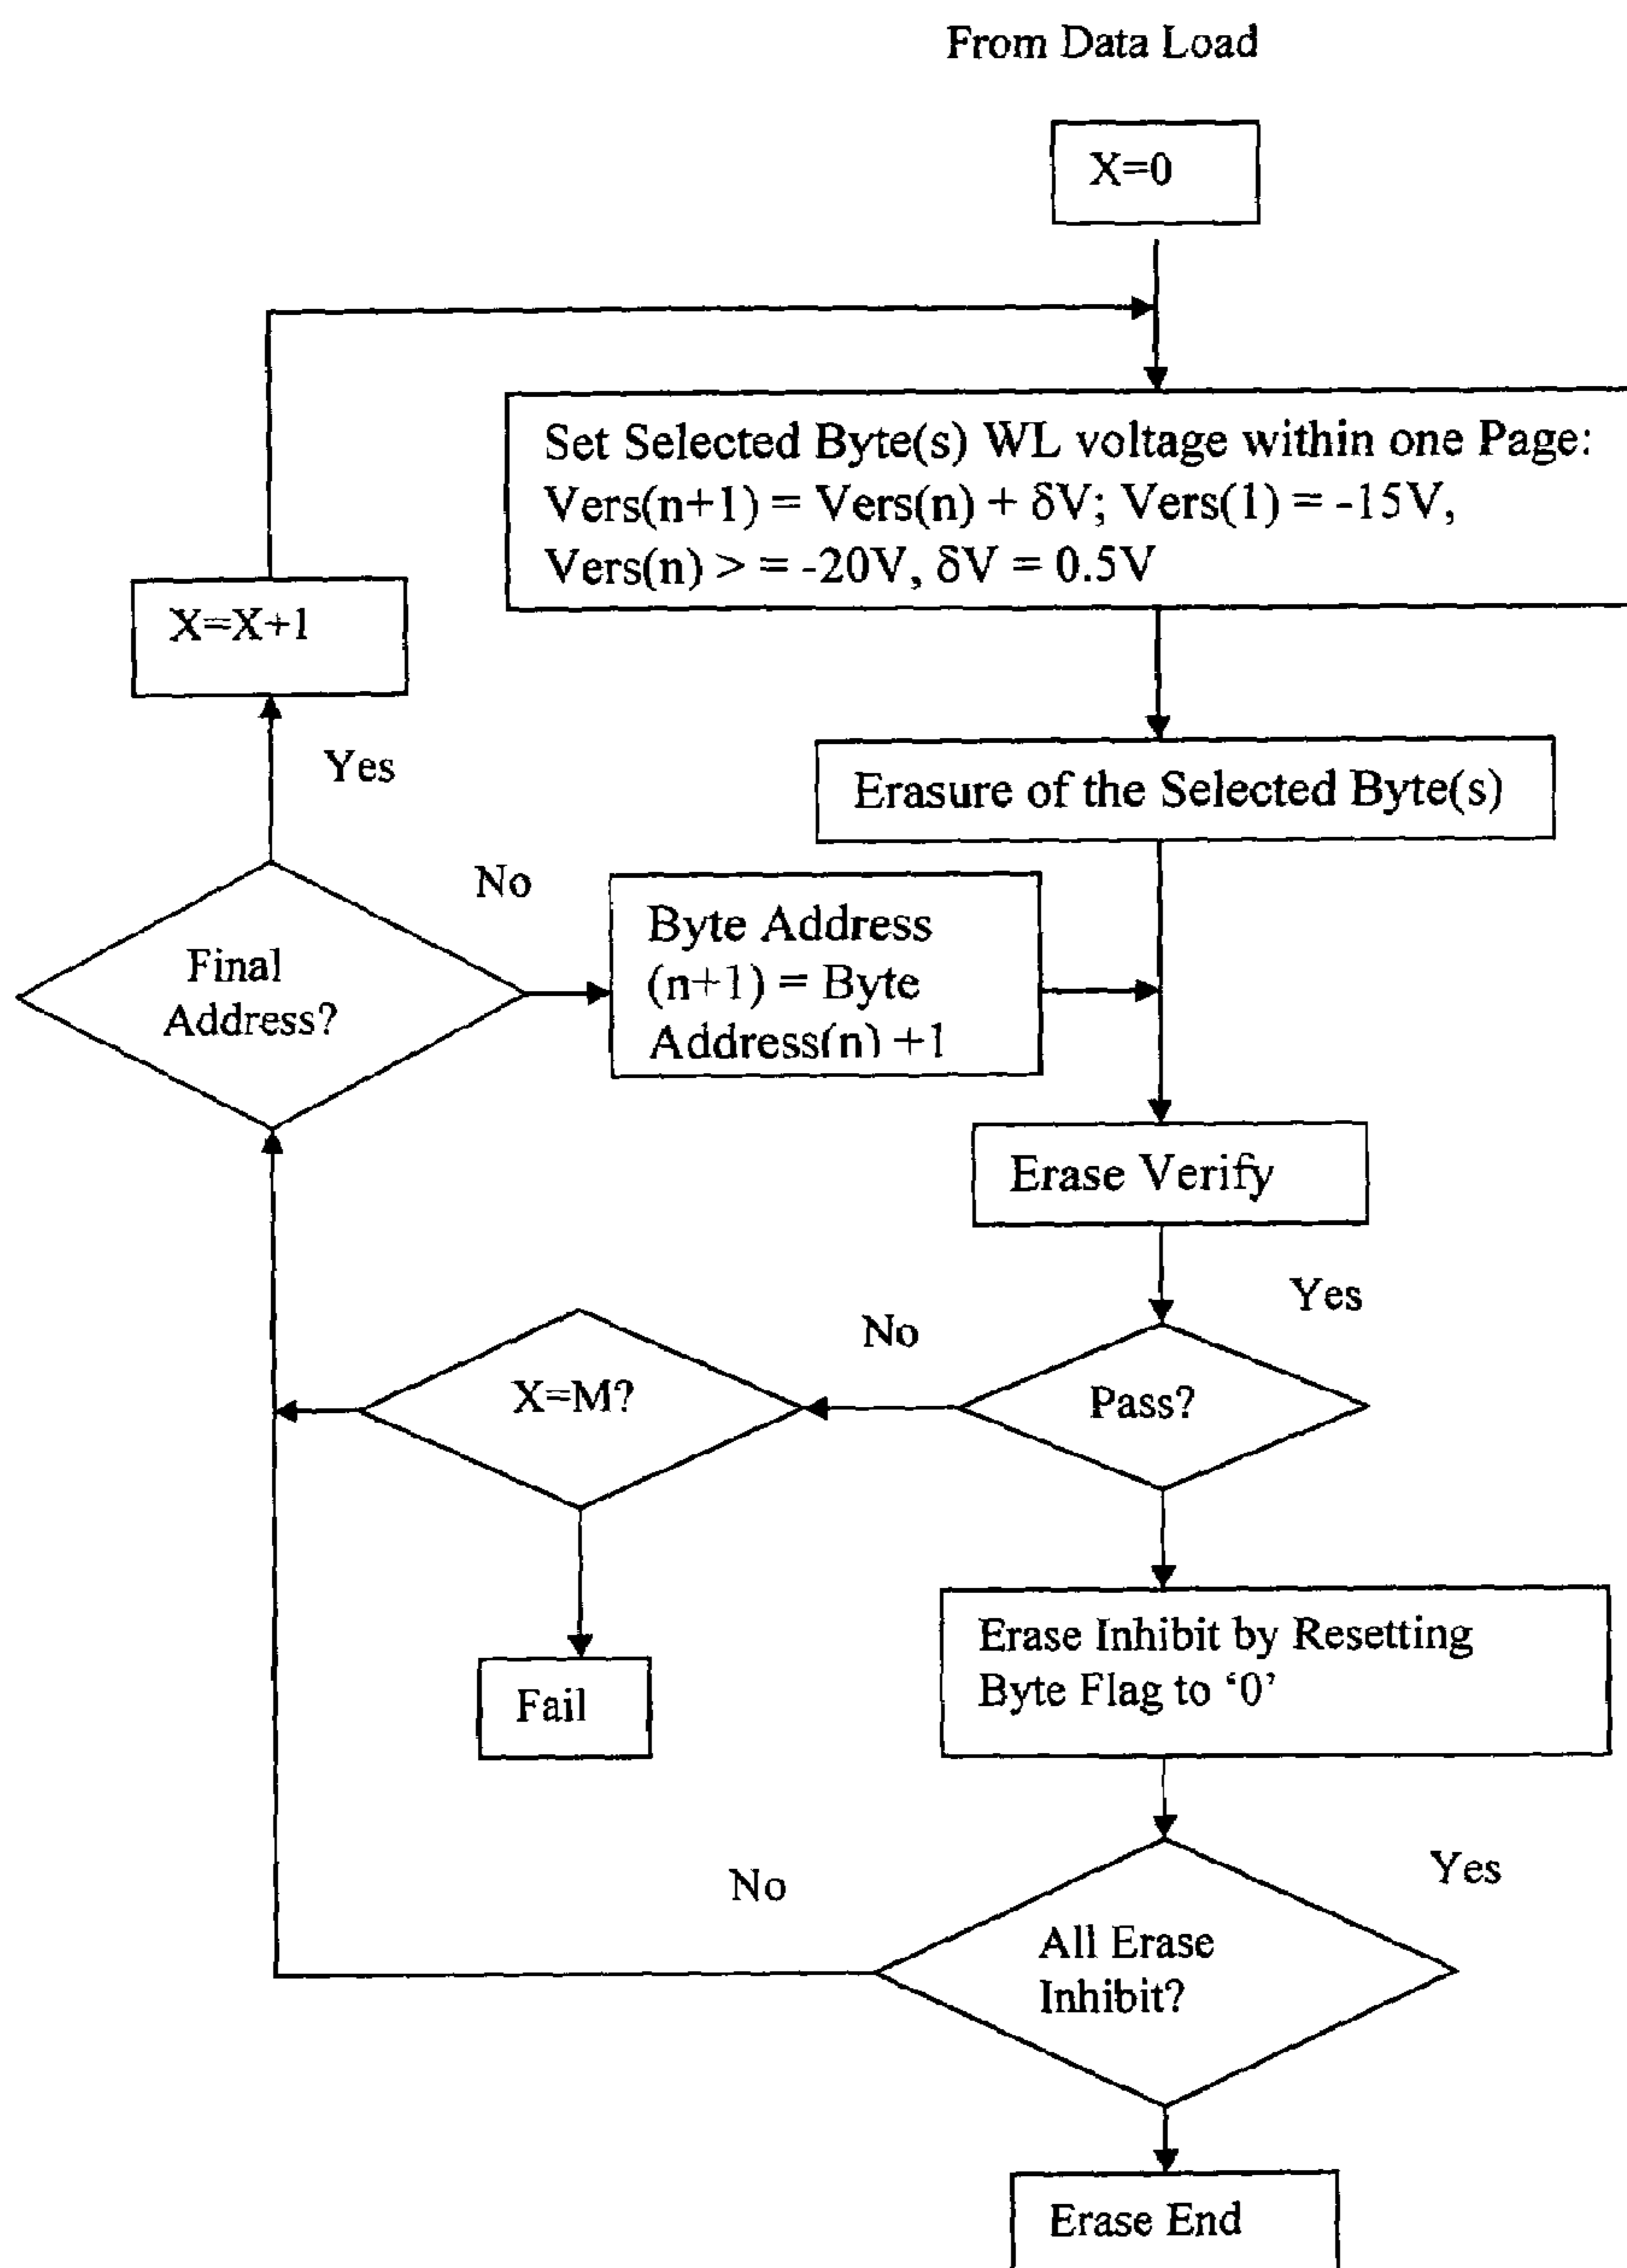 From Data Load
X=0
Set Selected Byte(s) WL voltage within one Page:
Vers(n+1) = Vers(n) + δV; Vers(1) = -15V,
Vers(n) > = -20V, δV = 0.5V
X=X+1
Yes
Erasure of the Selected Byte(s)
No
Byte Address
(n+1) = Byte
Address(n) +1
Final
Address?
Erase Verify
Yes
No
X=M?
Pass?
Erase Inhibit by Resetting
Byte Flag to ‘0’
Fail
No
Yes
All Erase
Inhibit?
Erase End